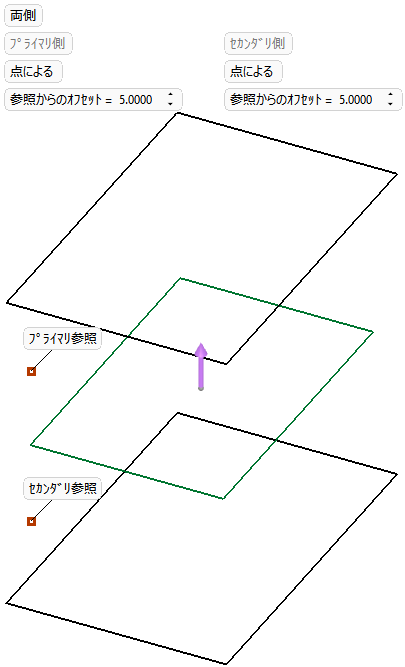 両側
ﾌﾟﾗｲﾏﾘ側
ｾｶﾝﾀﾞﾘ側
点による
点による
参照からのｵﾌｾｯﾄ = 5.0000
参照からのｵﾌｾｯﾄ = 5.0000
ﾌﾟﾗｲﾏﾘ参照
ｾｶﾝﾀﾞﾘ参照